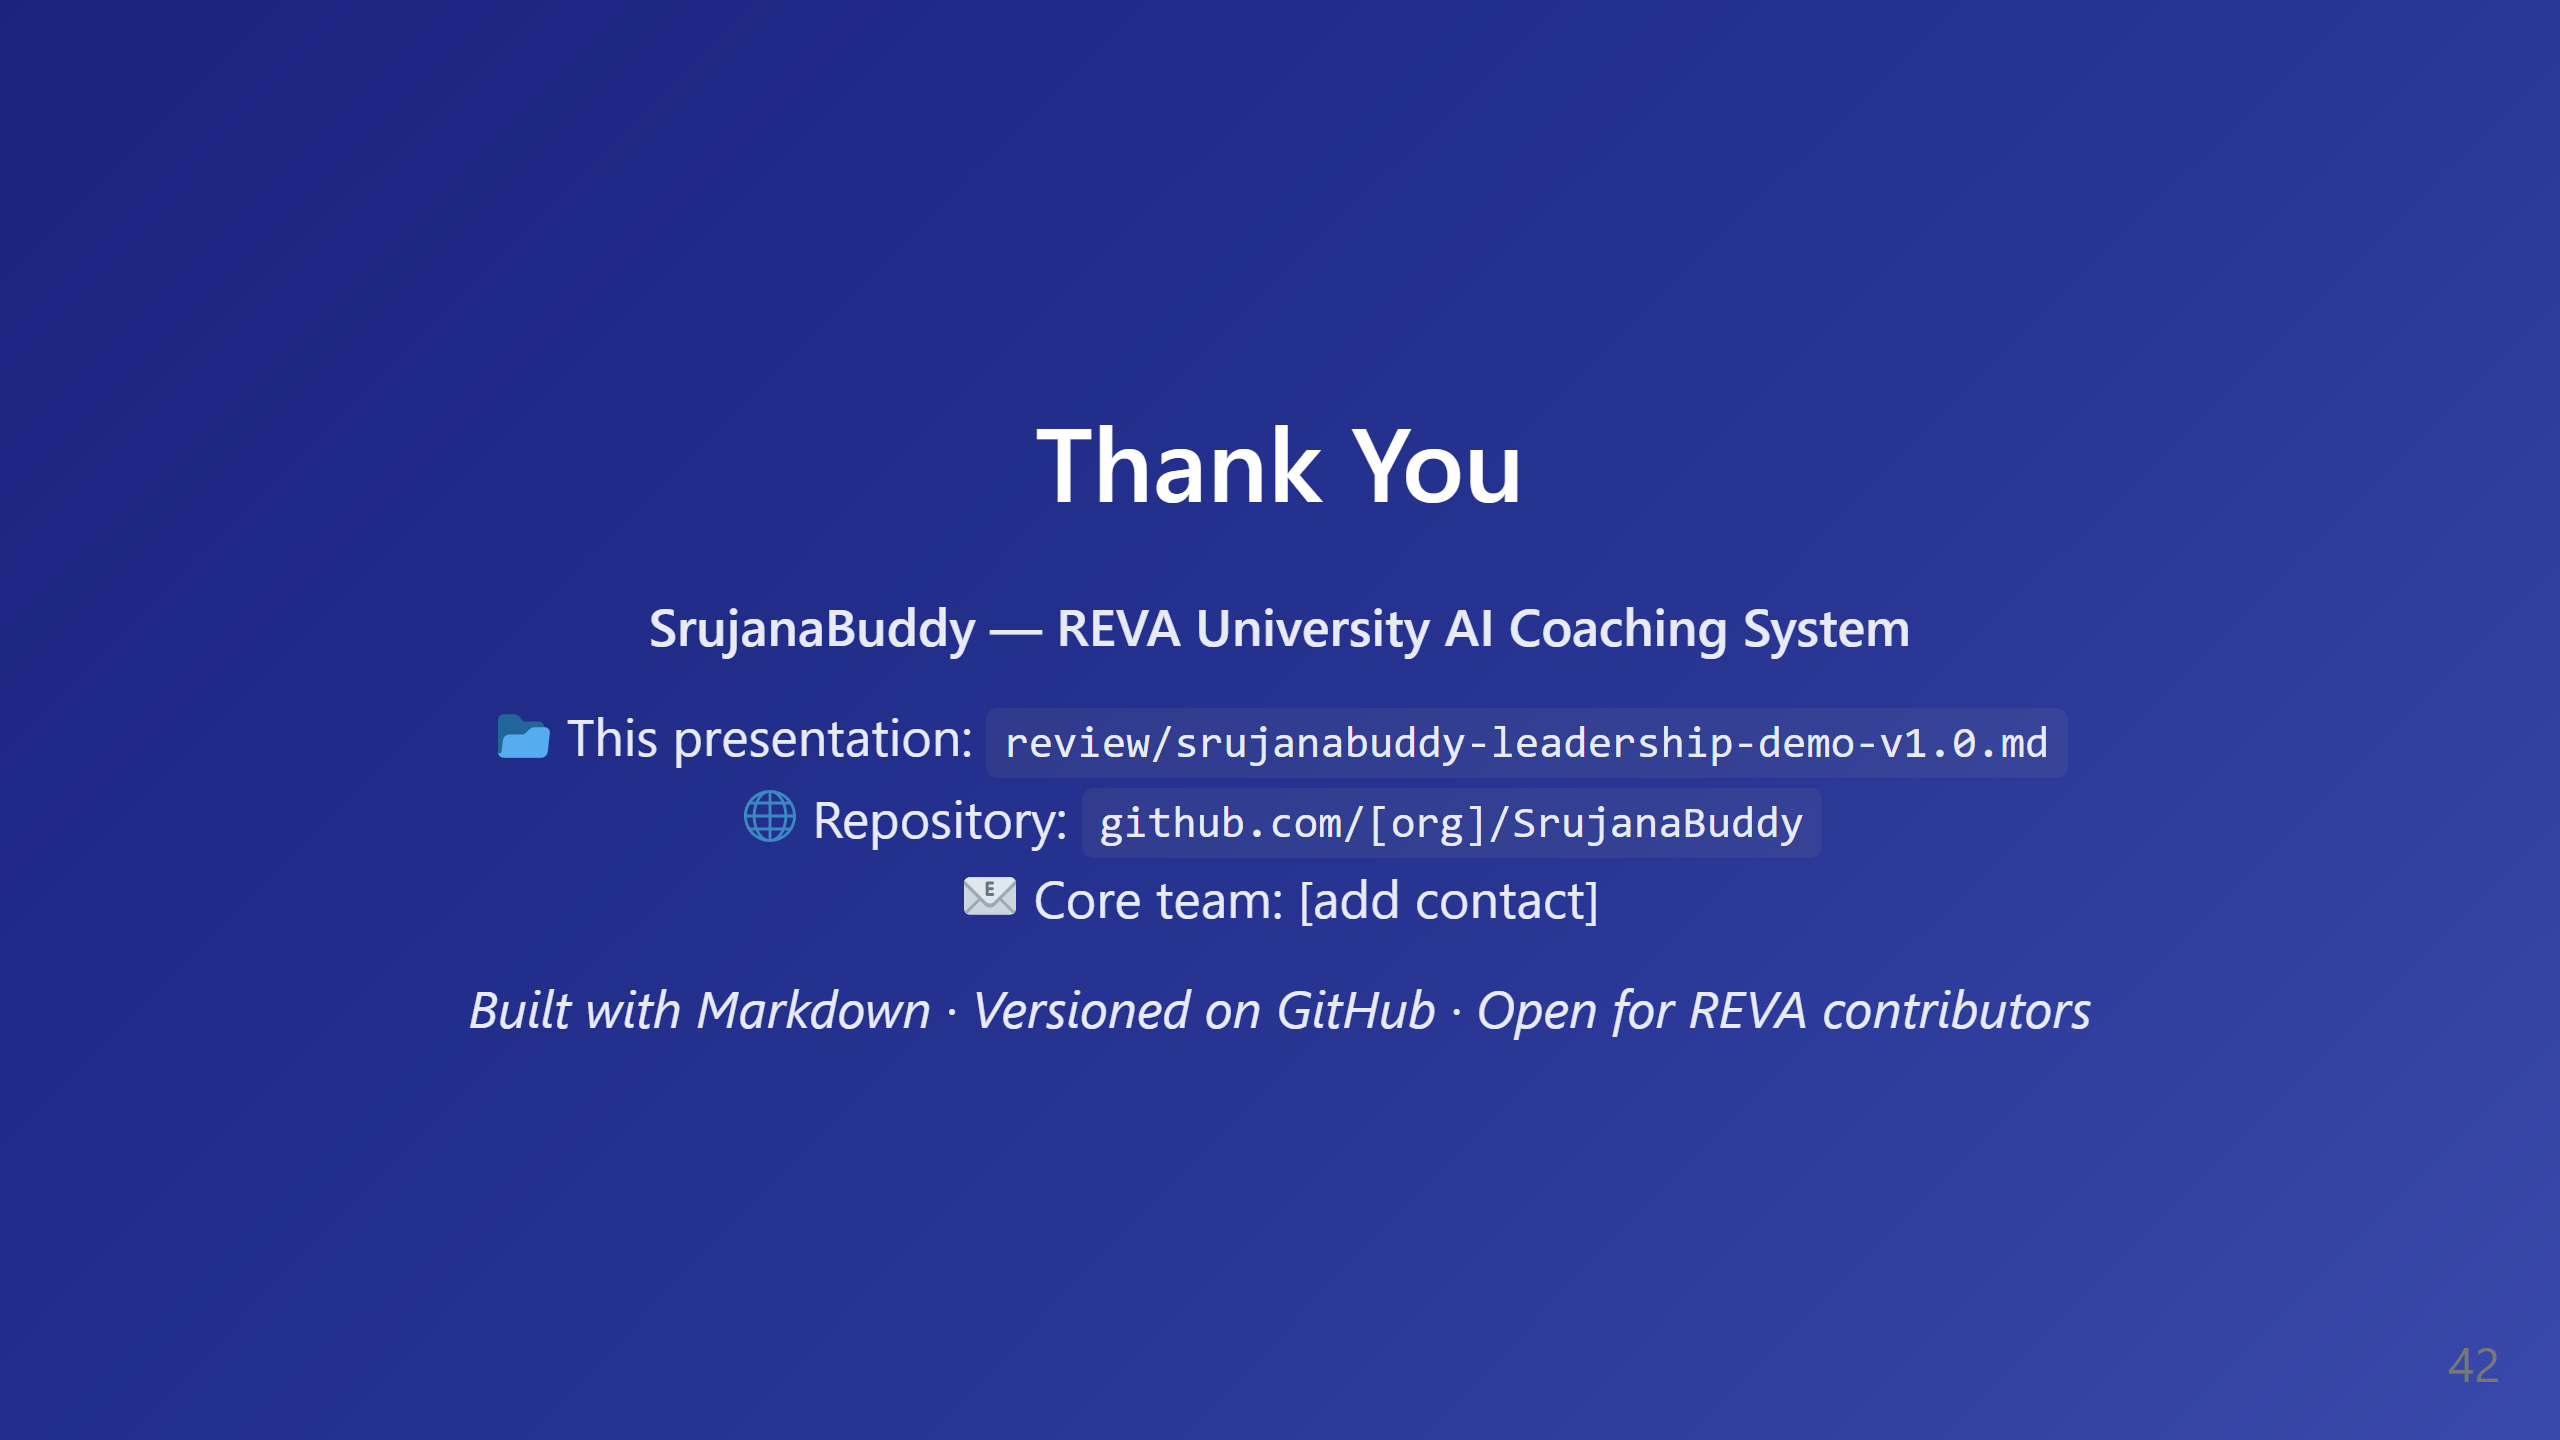 Thank You
SrujanaBuddy — REVA University AI Coaching System
This presentation: review/srujanabuddy-leadership-demo-v1.0.md
Repository: github.com/[org]/SrujanaBuddy
Core team: [add contact]
Built with Markdown · Versioned on GitHub · Open for REVA contributors
42